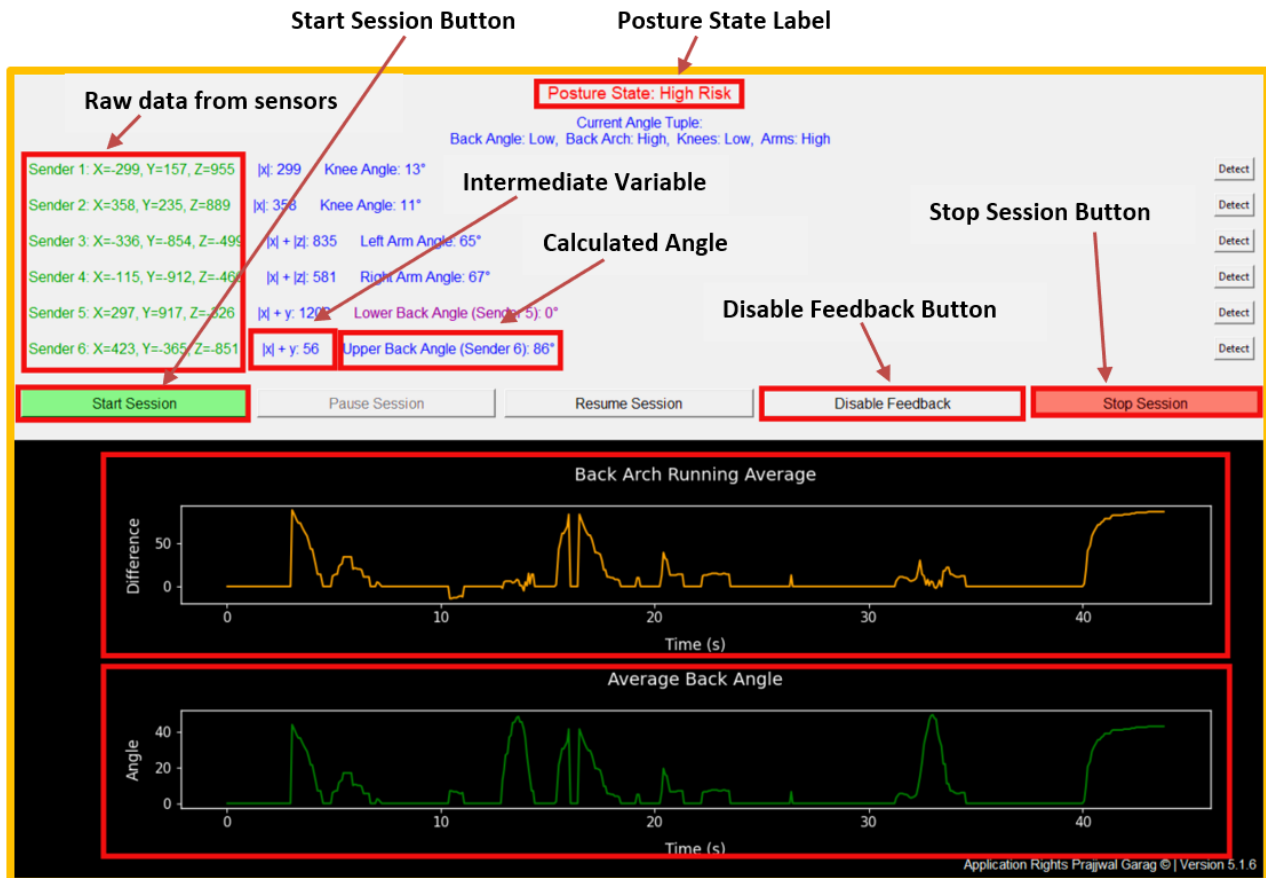 Start Session Button
Posture State Label
Raw data from sensors
Posture State: High Risk
Current Angle Tuple:
Back Angle: Low, Back Arch: High, Knees: Low, Arms: High
Sender 1: X=-299, Y=157, Z=955 |x|: 299 Knee Angle: 13° Detect
Intermediate Variable
Sender 2: X=358, Y=235, Z=889 |x|: 358 Knee Angle: 11° Detect
Stop Session Button
Sender 3: X=-336, Y=-854, Z=-499 |x| + |z|: 835 Left Arm Angle: 65° Detect
Calculated Angle
Sender 4: X=-115, Y=-912, Z=-466 |x| + |z|: 581 Right Arm Angle: 67° Detect
Disable Feedback Button
Sender 5: X=297, Y=917, Z=-326 |x| + y: Lower Back Angle (Sender 5): 0° Detect
Sender 6: X=423, Y=-365, Z=-851 |x| + y: 56 Upper Back Angle (Sender 6): 86° Detect
Start Session Pause Session Resume Session Disable Feedback Stop Session
Back Arch Running Average
Difference
50
0
0 10 20 30 40
Time (s)
Average Back Angle
Angle
40
20
0
0 10 20 30 40
Time (s)
Application Rights Prajjwal Garag © | Version 5.1.6